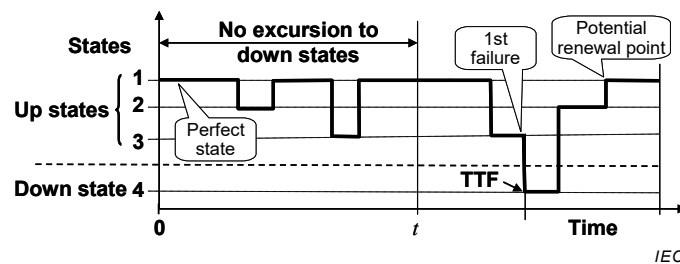 States
No excursion to
down states
1st
failure
Potential
renewal point
1
Up states
2
3
Perfect
state
Down state 4
TTF
0
t
Time
IEC